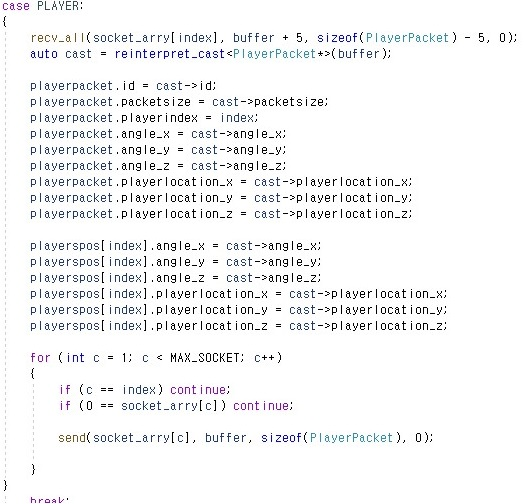 case PLAYER:
{
recv_all(socket_arry[index], buffer + 5, sizeof(PlayerPacket) - 5, 0);
auto cast = reinterpret_cast<PlayerPacket*>(buffer);
playerpacket.id = cast->id;
playerpacket.packetsize = cast->packetsize;
playerpacket.playerindex = index;
playerpacket.angle_x = cast->angle_x;
playerpacket.angle_y = cast->angle_y;
playerpacket.angle_z = cast->angle_z;
playerpacket.playerlocation_x = cast->playerlocation_x;
playerpacket.playerlocation_y = cast->playerlocation_y;
playerpacket.playerlocation_z = cast->playerlocation_z;
playerspos[index].angle_x = cast->angle_x;
playerspos[index].angle_y = cast->angle_y;
playerspos[index].angle_z = cast->angle_z;
playerspos[index].playerlocation_x = cast->playerlocation_x;
playerspos[index].playerlocation_y = cast->playerlocation_y;
playerspos[index].playerlocation_z = cast->playerlocation_z;
for (int c = 1; c < MAX_SOCKET; c++)
{
if (c == index) continue;
if (0 == socket_arry[c]) continue;
send(socket_arry[c], buffer, sizeof(PlayerPacket), 0);
}
}
break;